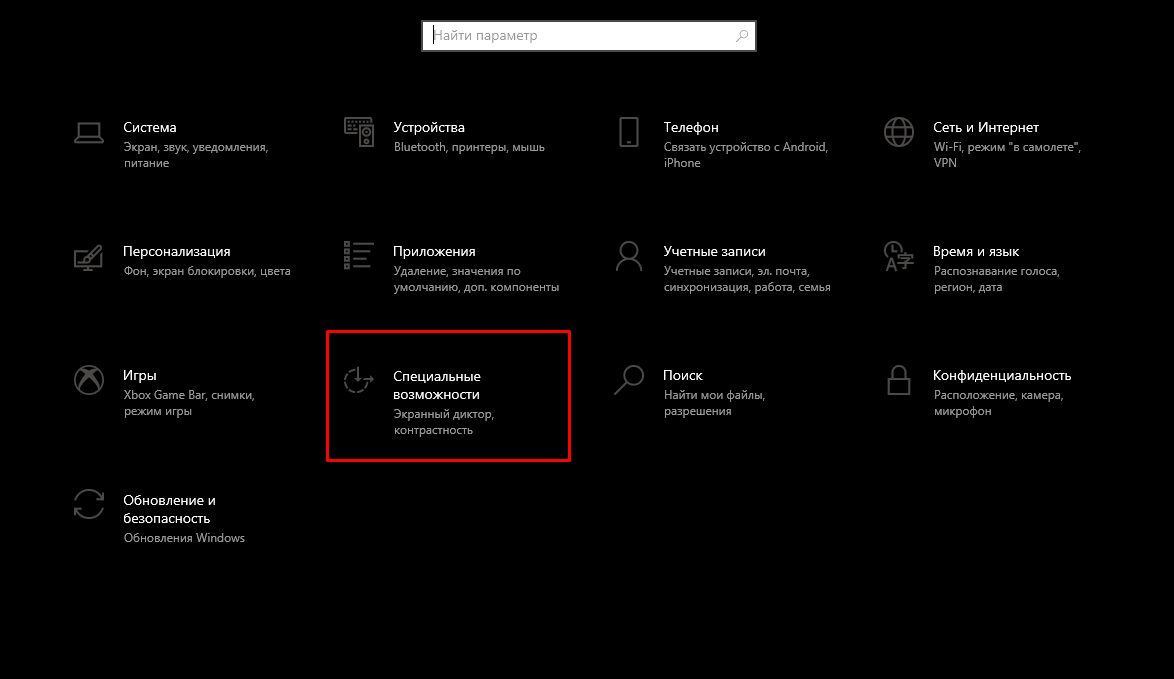 Найти параметр
Система
Экран, звук, уведомления,
питание
Устройства
Bluetooth, принтеры, мышь
Телефон
Связать устройство с Android,
iPhone
Сеть и Интернет
Wi-Fi, режим "в самолете",
VPN
Персонализация
Фон, экран блокировки, цвета
Приложения
Удаление, значения по
умолчанию, доп. компоненты
Учетные записи
Учетные записи, эл. почта,
синхронизация, работа, семья
Время и язык
Распознавание голоса,
регион, дата
Игры
Xbox Game Bar, снимки,
режим игры
Специальные
возможности
Экранный диктор,
контрастность
Поиск
Найти мои файлы,
разрешения
Конфиденциальность
Расположение, камера,
микрофон
Обновление и
безопасность
Обновления Windows